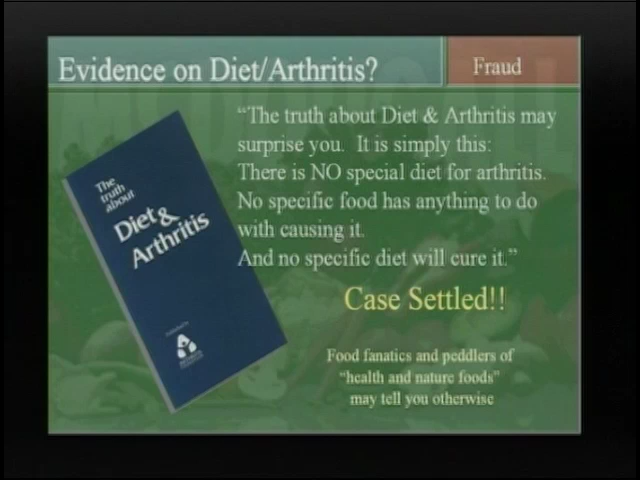 Evidence on Diet/Arthritis?
Fraud
“The truth about Diet & Arthritis may
surprise you. It is simply this:
There is NO special diet for arthritis.
No specific food has anything to do
with causing it.
And no specific diet will cure it.”
Case Settled!!
Food fanatics and peddlers of
“health and nature foods”
may tell you otherwise
The
truth
about
Diet &
Arthritis